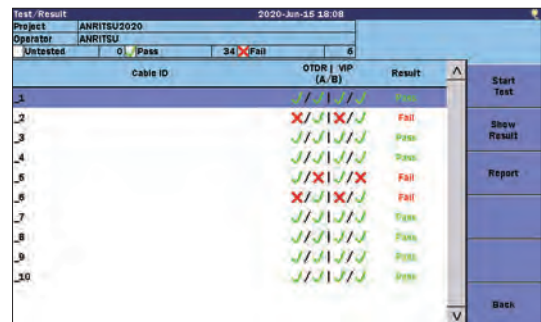 Test/Result 2020-Jun-15 18:08
Project ANRITSU2020
Operator ANRITSU
Untested 0 Pass 34 Fail 6
Cable ID OTDR | VIP (A/B) Result
Start Test
_1 Pass
_2 Fail
Show Result
_3 Pass
_4 Pass
_5 Fail
Report
_6 Fail
_7 Pass
_8 Pass
_9 Pass
_10 Pass
Back